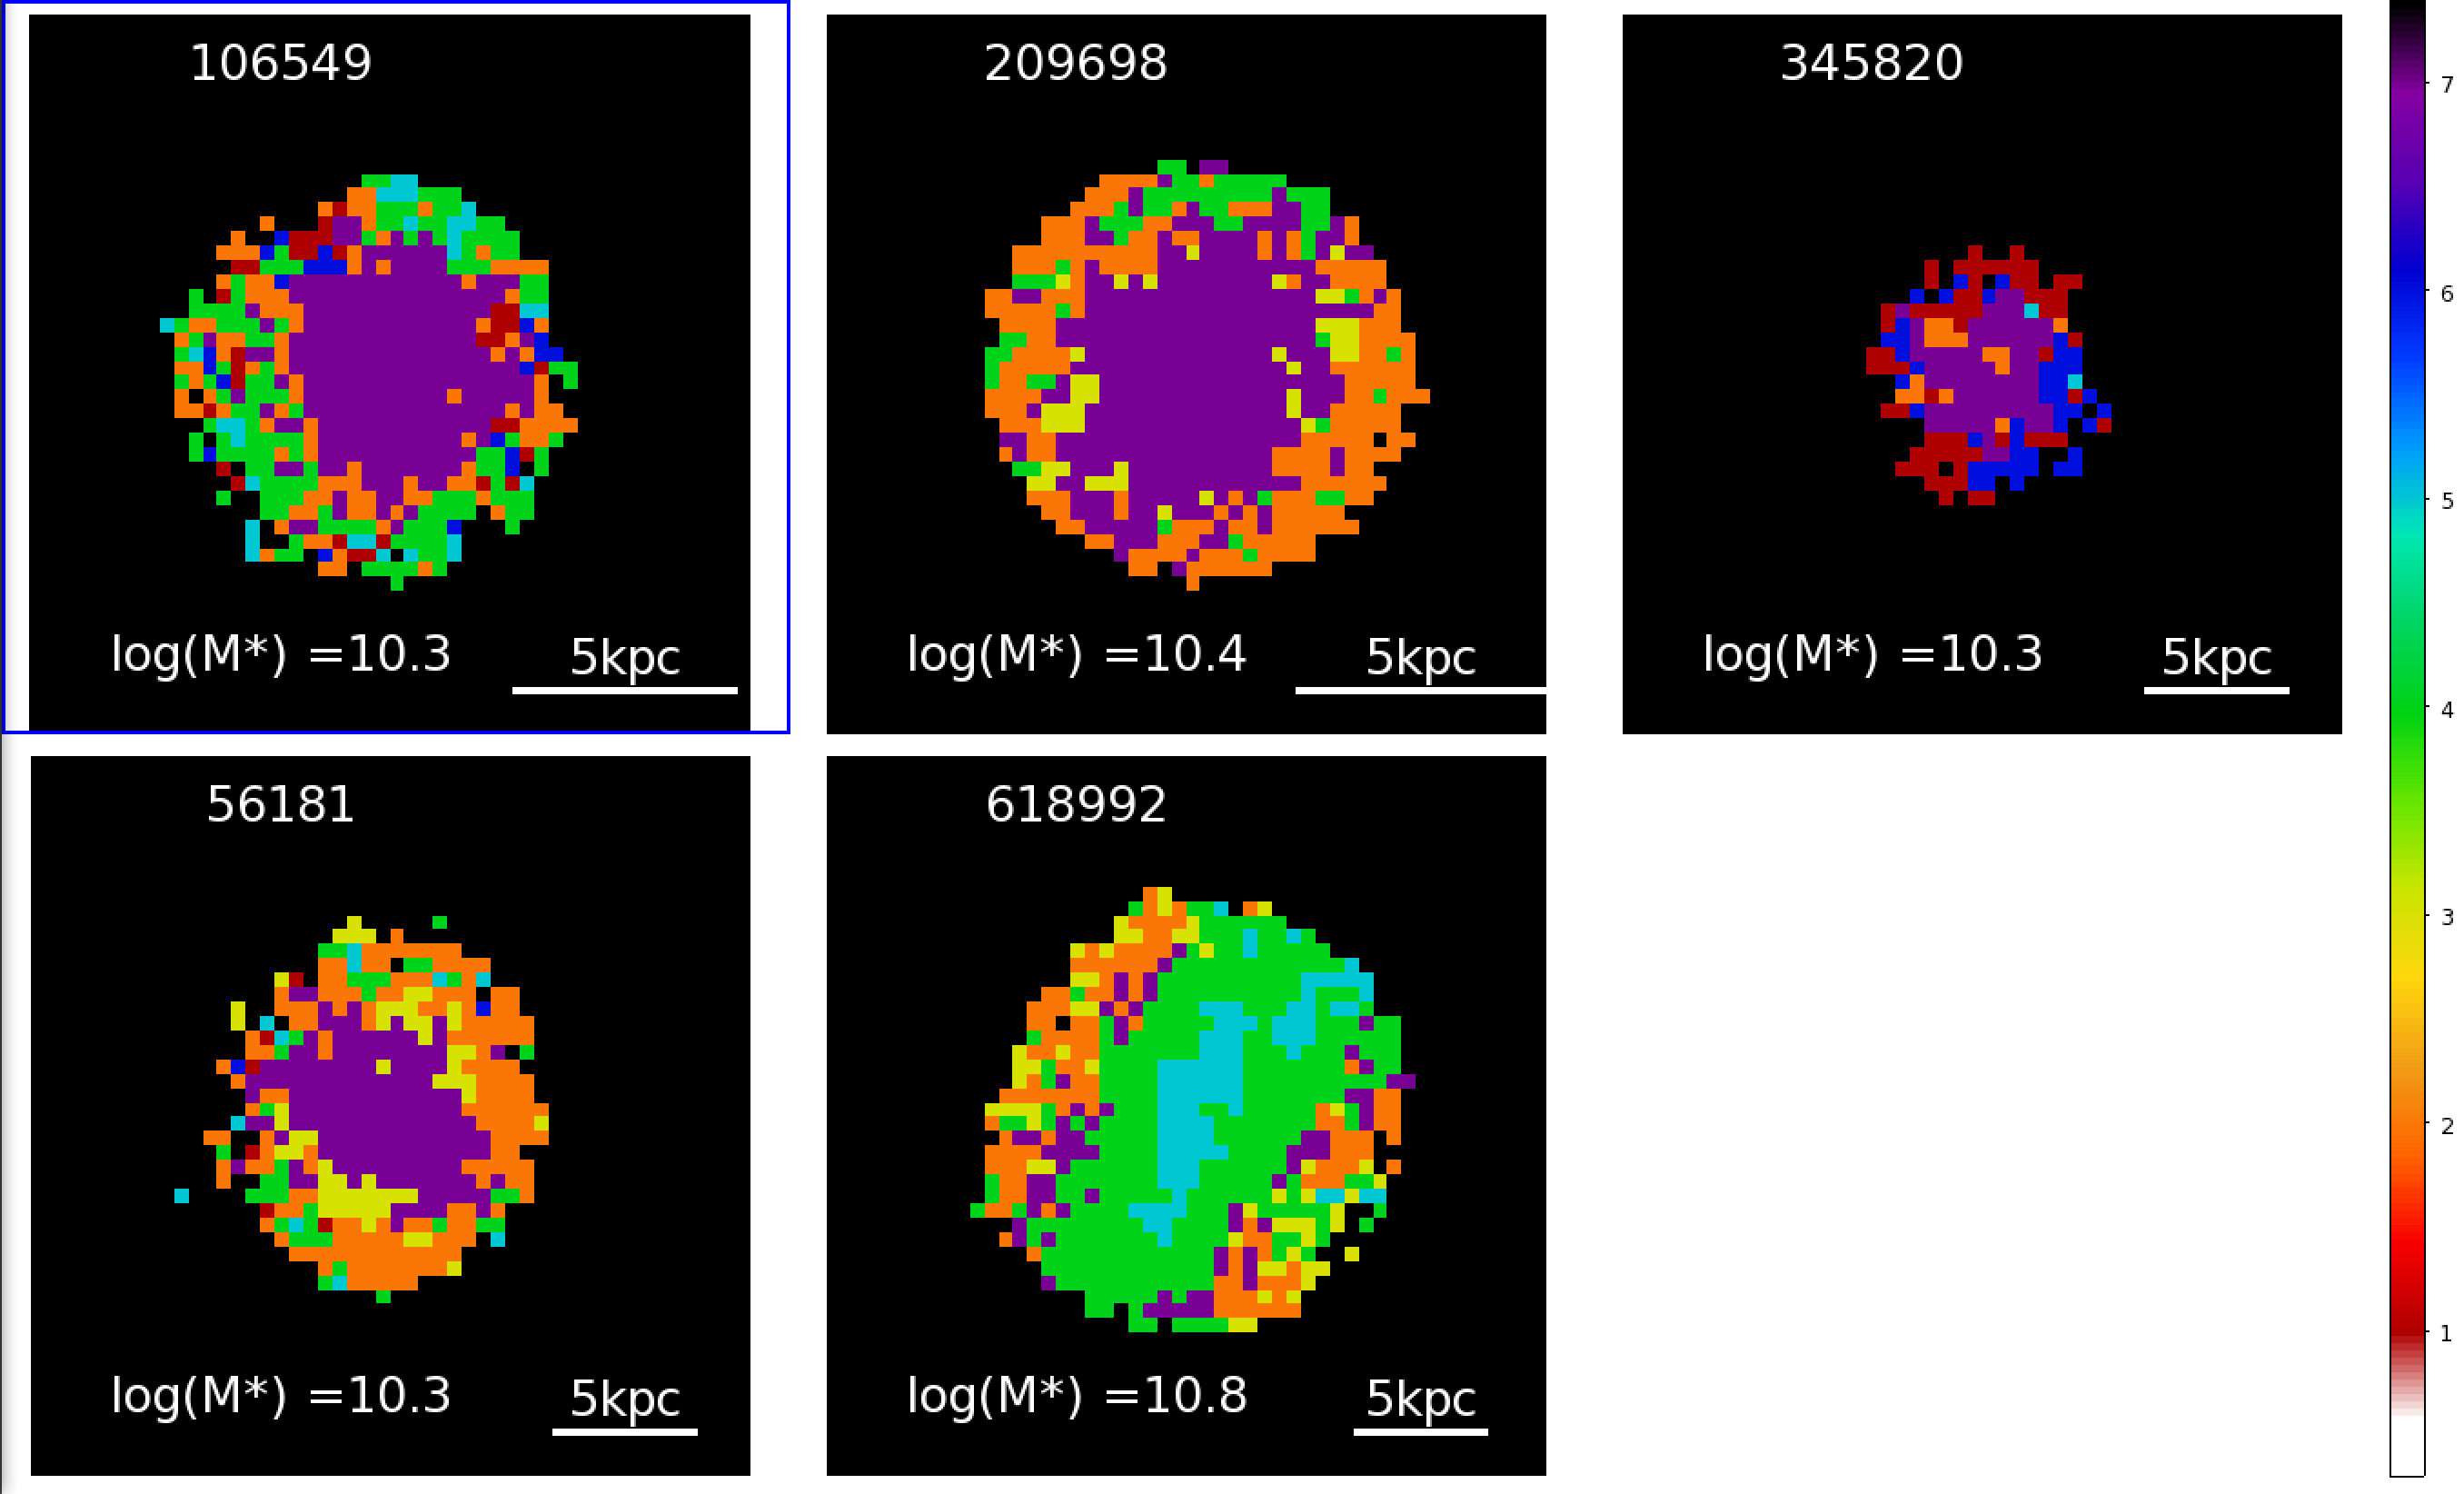 106549
209698
345820
log(M*) =10.3
5kpc
log(M*) =10.4
5kpc
log(M*) =10.3
5kpc
56181
618992
log(M*) =10.3
5kpc
log(M*) =10.8
5kpc
7
6
5
4
3
2
1